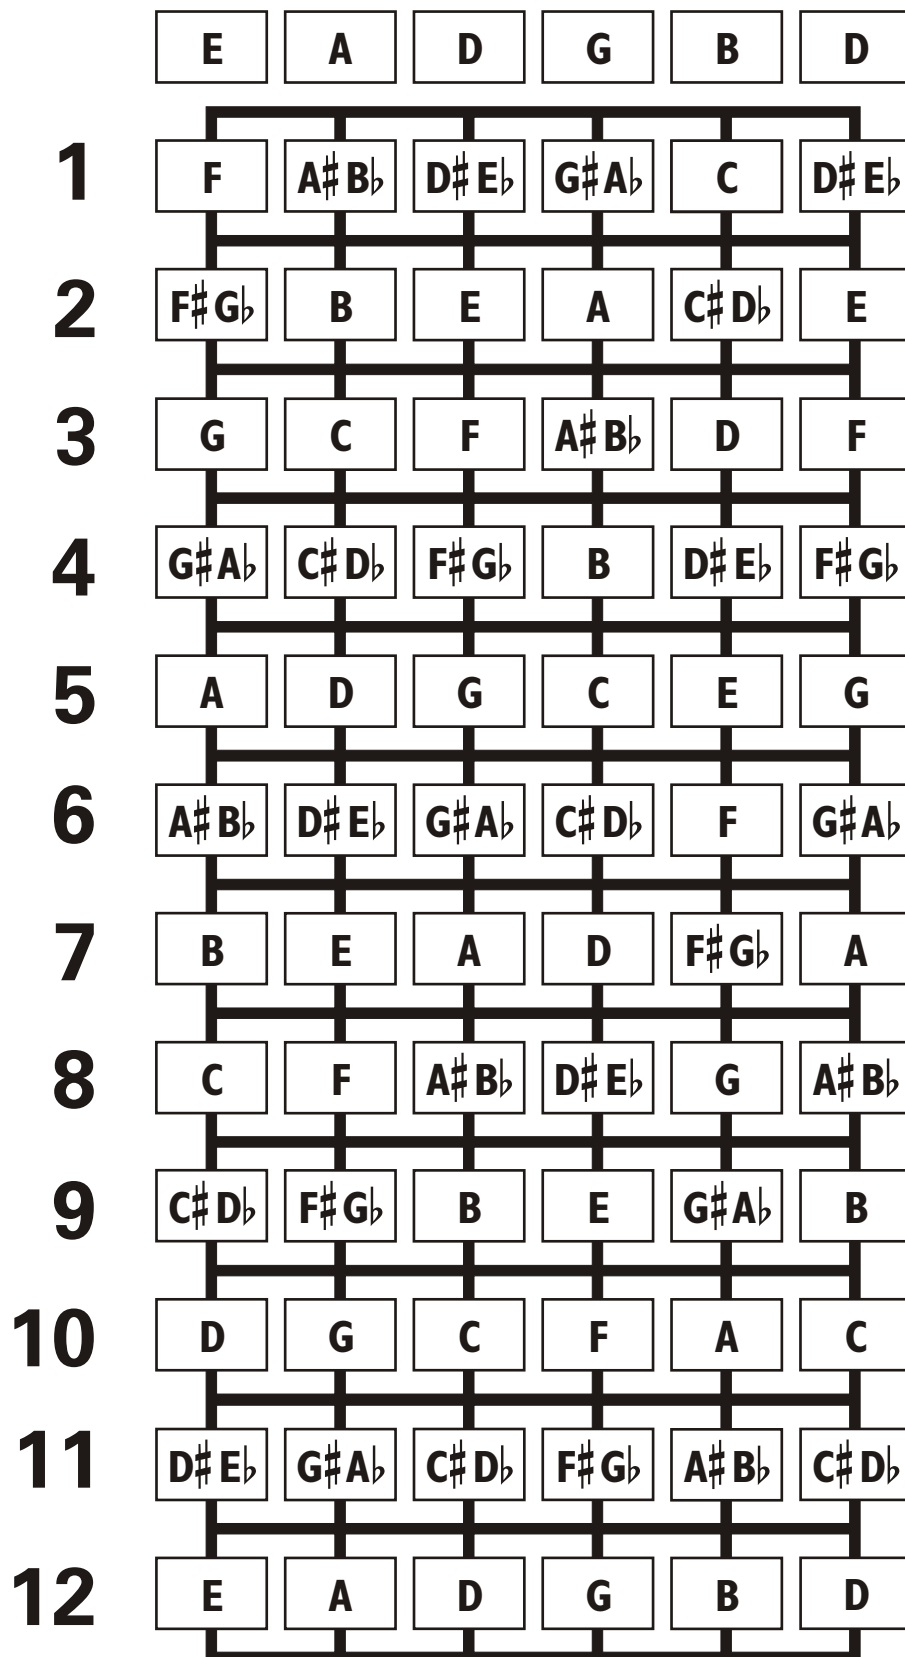 E A D G B D
1 F A♯B♭ D♯E♭ G♯A♭ C D♯E♭
2 F♯G♭ B E A C♯D♭ E
3 G C F A♯B♭ D F
4 G♯A♭ C♯D♭ F♯G♭ B D♯E♭ F♯G♭
5 A D G C E G
6 A♯B♭ D♯E♭ G♯A♭ C♯D♭ F G♯A♭
7 B E A D F♯G♭ A
8 C F A♯B♭ D♯E♭ G A♯B♭
9 C♯D♭ F♯G♭ B E G♯A♭ B
10 D G C F A C
11 D♯E♭ G♯A♭ C♯D♭ F♯G♭ A♯B♭ C♯D♭
12 E A D G B D